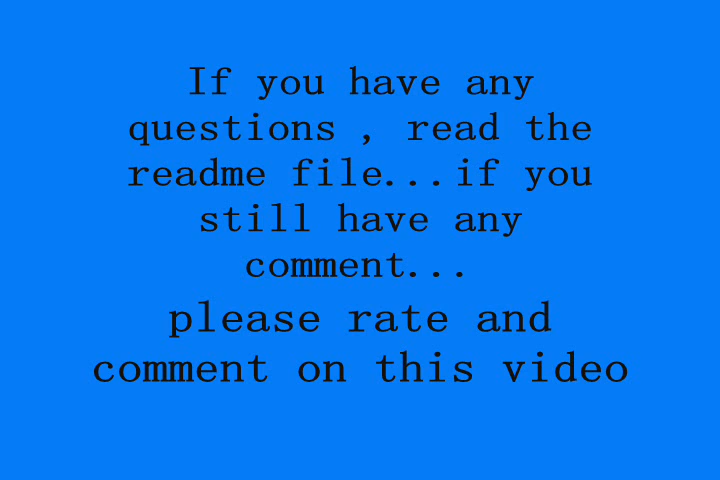 If you have any
questions , read the
readme file...if you
still have any
comment...
please rate and
comment on this video